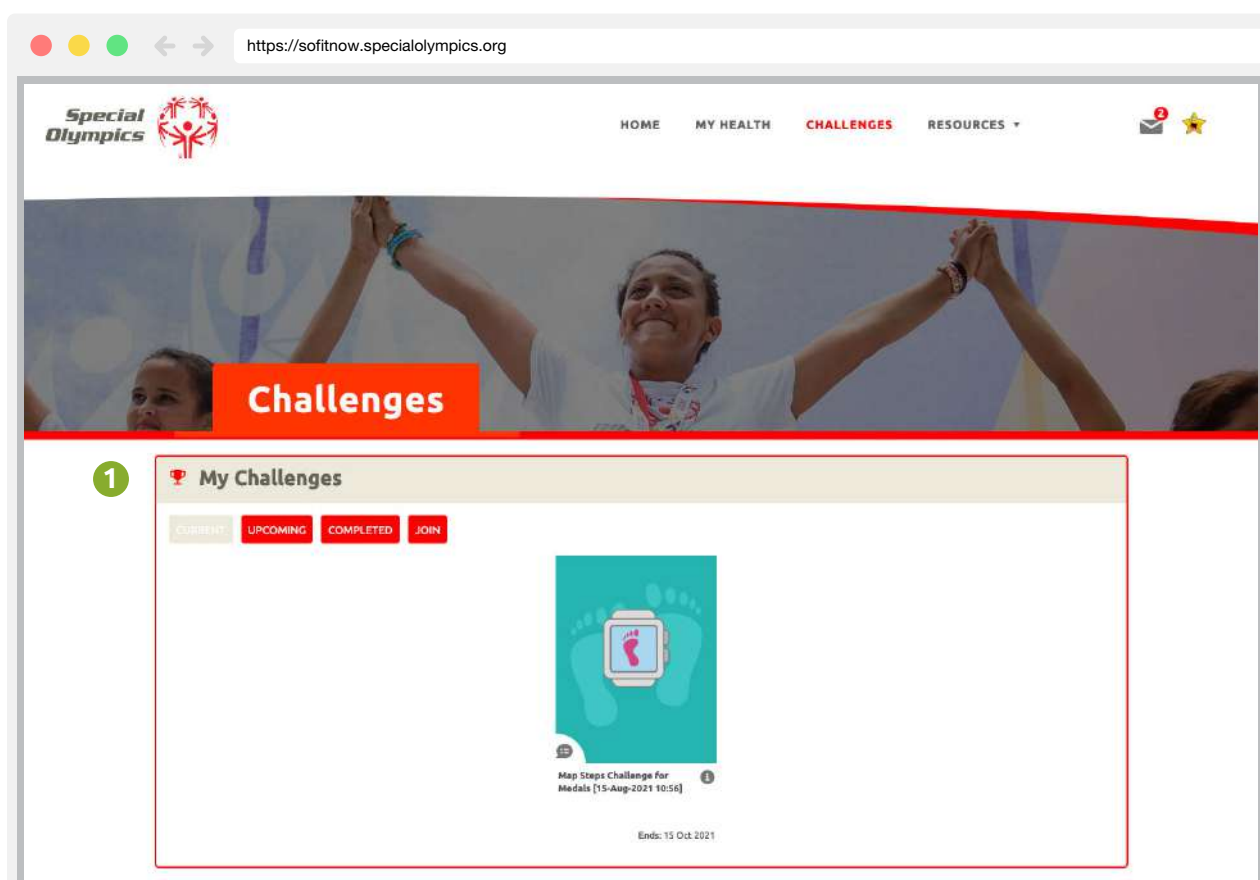 https://sofitnow.specialolympics.org
Special
Olympics
HOME MY HEALTH CHALLENGES RESOURCES
2
Challenges
1
My Challenges
CURRENT UPCOMING COMPLETED JOIN
Map Steps Challenge for
Medals [15-Aug-2021 10:56]
Ends: 15 Oct 2021